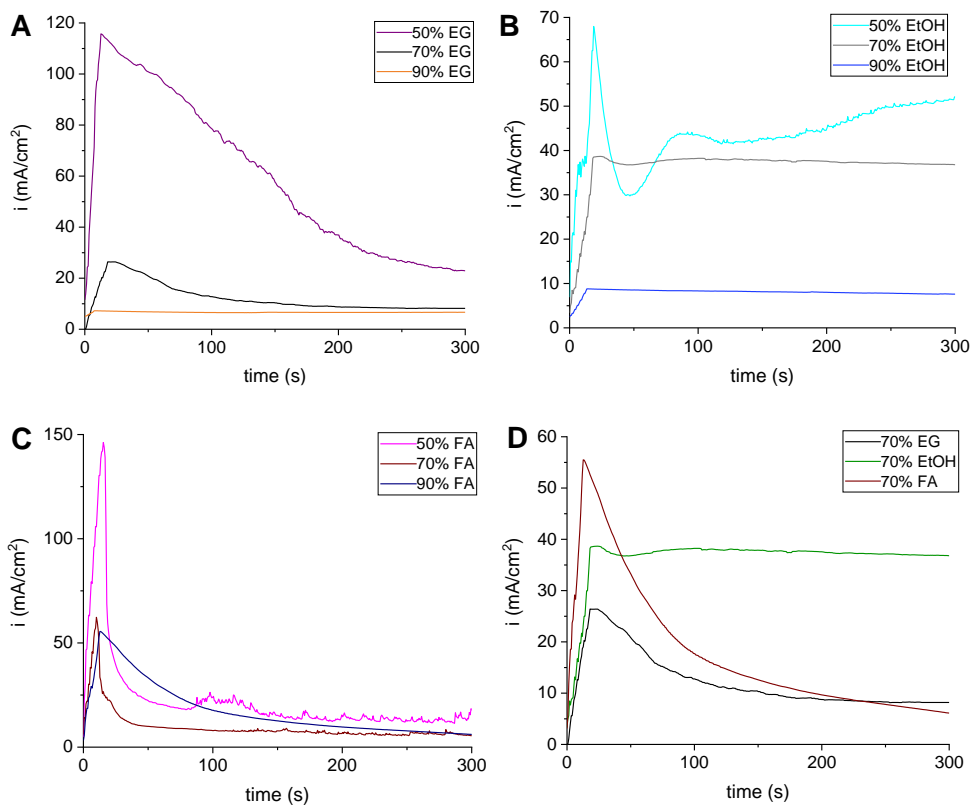 A
120
100
80
60
40
20
0
i (mA/cm²)
0 100 200 300
time (s)
50% EG
70% EG
90% EG
B
70
60
50
40
30
20
10
0
i (mA/cm²)
0 100 200 300
time (s)
50% EtOH
70% EtOH
90% EtOH
C
150
100
50
0
i (mA/cm²)
0 100 200 300
time (s)
50% FA
70% FA
90% FA
D
60
50
40
30
20
10
0
i (mA/cm²)
0 100 200 300
time (s)
70% EG
70% EtOH
70% FA